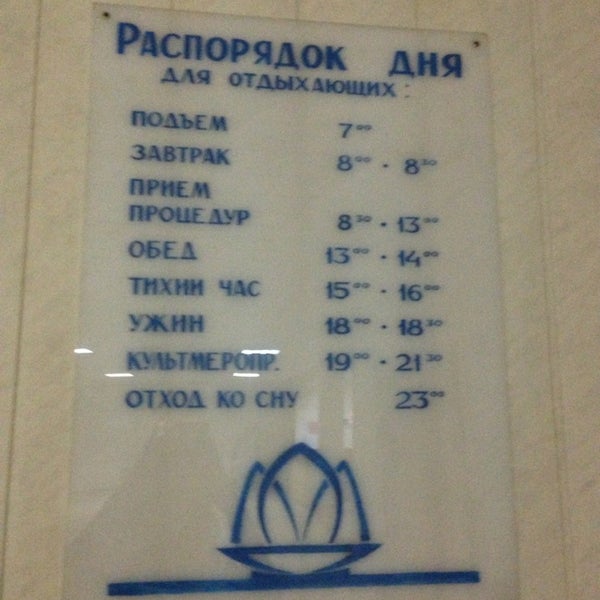 РАСПОРЯДОК ДНЯ
ДЛЯ ОТДЫХАЮЩИХ:
ПОДЪЕМ 7⁰⁰
ЗАВТРАК 8⁰⁰ - 8³⁰
ПРИЕМ
ПРОЦЕДУР 8³⁰ - 13⁰⁰
ОБЕД 13⁰⁰ - 14⁰⁰
ТИХИИ ЧАС 15⁰⁰ - 16⁰⁰
УЖИН 18⁰⁰ - 18³⁰
КУЛЬТМЕРОПР. 19⁰⁰ - 21³⁰
ОТХОД КО СНУ 23⁰⁰